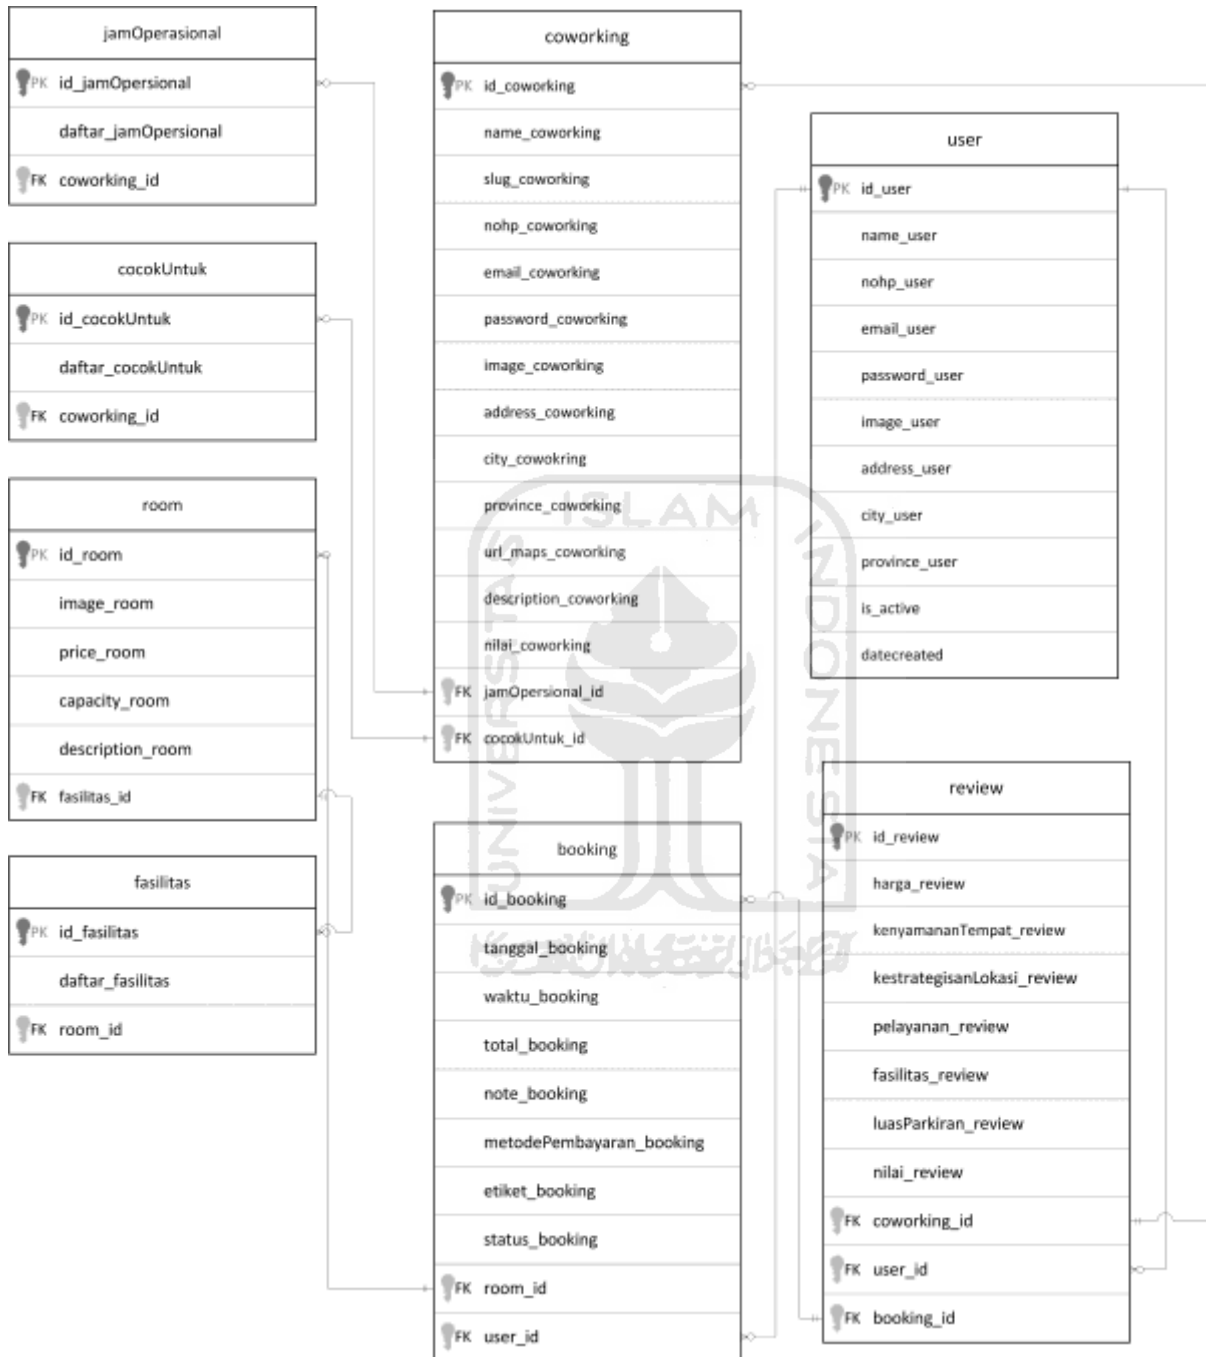 jamOperasional
PK id_jamOpersional
daftar_jamOpersional
FK coworking_id
cocokUntuk
PK id_cocokUntuk
daftar_cocokUntuk
FK coworking_id
room
PK id_room
image_room
price_room
capacity_room
description_room
FK fasilitas_id
fasilitas
PK id_fasilitas
daftar_fasilitas
FK room_id
coworking
PK id_coworking
name_coworking
slug_coworking
nohp_coworking
email_coworking
password_coworking
image_coworking
address_coworking
city_cowokring
province_coworking
url_maps_coworking
description_coworking
nilai_coworking
FK jamOpersional_id
FK cocokUntuk_id
booking
PK id_booking
tanggal_booking
waktu_booking
total_booking
note_booking
metodePembayaran_booking
etiket_booking
status_booking
FK room_id
FK user_id
user
PK id_user
name_user
nohp_user
email_user
password_user
image_user
address_user
city_user
province_user
is_active
datecreated
review
PK id_review
harga_review
kenyamananTempat_review
kestrategisanLokasi_review
pelayanan_review
fasilitas_review
luasParkiran_review
nilai_review
FK coworking_id
FK user_id
FK booking_id
UNIVERSITAS
ISLAM
INDONESIA